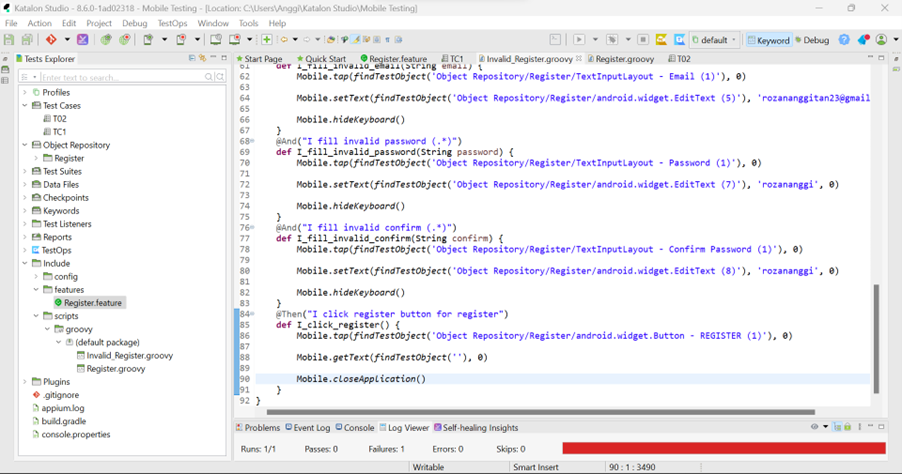 Katalon Studio - 8.6.0-1ad02318 - Mobile Testing - [Location: C:\Users\Anggi\Katalon Studio\Mobile Testing]
File Action Edit Project Debug TestOps Window Tools Help
default Keyword Debug
Tests Explorer
Enter text to search...
Profiles
Test Cases
T02
TC1
Object Repository
Register
Test Suites
Data Files
Checkpoints
Keywords
Test Listeners
Reports
TestOps
Include
config
features
Register.feature
scripts
groovy
(default package)
Invalid_Register.groovy
Register.groovy
Plugins
.gitignore
appium.log
build.gradle
console.properties
Start Page Quick Start Register.feature TC1 Invalid_Register.groovy Register.groovy T02
61 def I_fill_invalid_email(String email) {
62 Mobile.tap(findTestObject('Object Repository/Register/TextInputLayout - Email (1)'), 0)
63
64 Mobile.setText(findTestObject('Object Repository/Register/android.widget.EditText (5)'), 'rozananggitan23@gmail
65
66 Mobile.hideKeyboard()
67 }
68 @And("I fill invalid password (.*)")
69 def I_fill_invalid_password(String password) {
70 Mobile.tap(findTestObject('Object Repository/Register/TextInputLayout - Password (1)'), 0)
71
72 Mobile.setText(findTestObject('Object Repository/Register/android.widget.EditText (7)'), 'rozananggi', 0)
73
74 Mobile.hideKeyboard()
75 }
76 @And("I fill invalid confirm (.*)")
77 def I_fill_invalid_confirm(String confirm) {
78 Mobile.tap(findTestObject('Object Repository/Register/TextInputLayout - Confirm Password (1)'), 0)
79
80 Mobile.setText(findTestObject('Object Repository/Register/android.widget.EditText (8)'), 'rozananggi', 0)
81
82 Mobile.hideKeyboard()
83 }
84 @Then("I click register button for register")
85 def I_click_register() {
86 Mobile.tap(findTestObject('Object Repository/Register/android.widget.Button - REGISTER (1)'), 0)
87
88 Mobile.getText(findTestObject(''), 0)
89
90 Mobile.closeApplication()
91 }
92 }
Problems Event Log Console Log Viewer Self-healing Insights
Runs: 1/1 Passes: 0 Failures: 1 Errors: 0 Skips: 0
Writable Smart Insert 90 : 1 : 3490